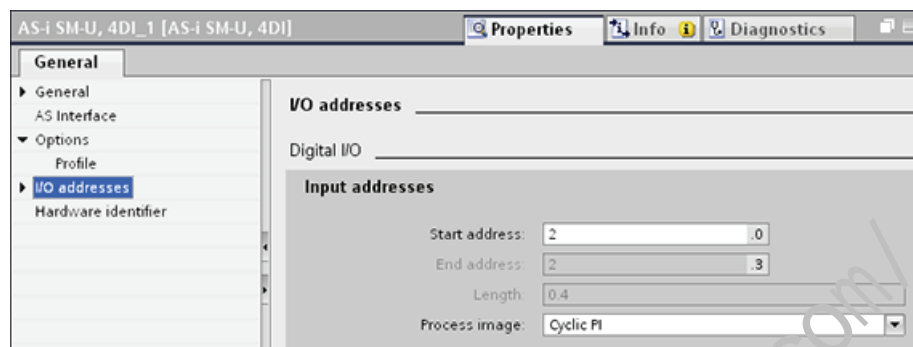 AS-i SM-U, 4DI_1 [AS-i SM-U, 4DI]
Properties
Info
Diagnostics
General
General
AS Interface
Options
Profile
I/O addresses
Hardware identifier
I/O addresses
Digital I/O
Input addresses
Start address: 2 .0
End address: 2 .3
Length: 0.4
Process image: Cyclic PI
com/